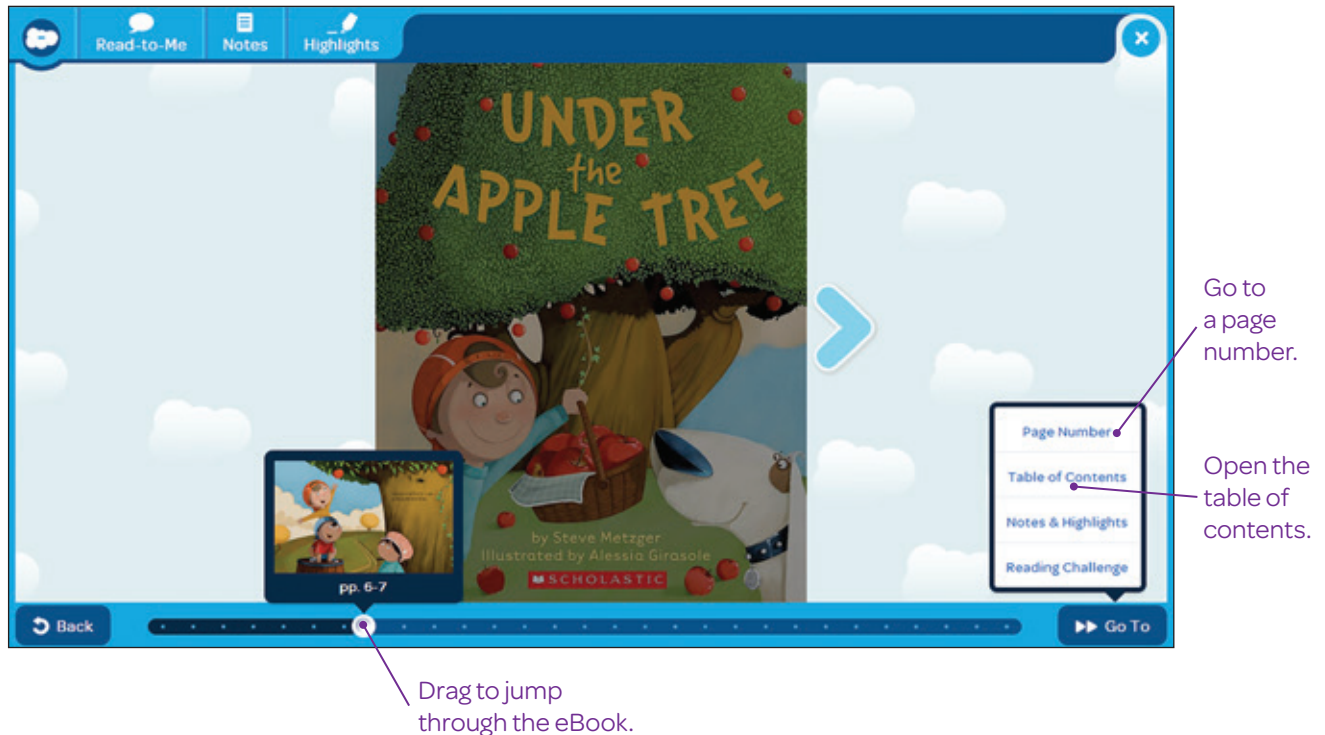 Read-to-Me
Notes
Highlights
UNDER
the
APPLE TREE
by Steve Metzger
Illustrated by Alessia Girasole
SCHOLASTIC
pp. 6-7
Page Number
Table of Contents
Notes & Highlights
Reading Challenge
Back
Go To
Go to
a page
number.
Open the
table of
contents.
Drag to jump
through the eBook.